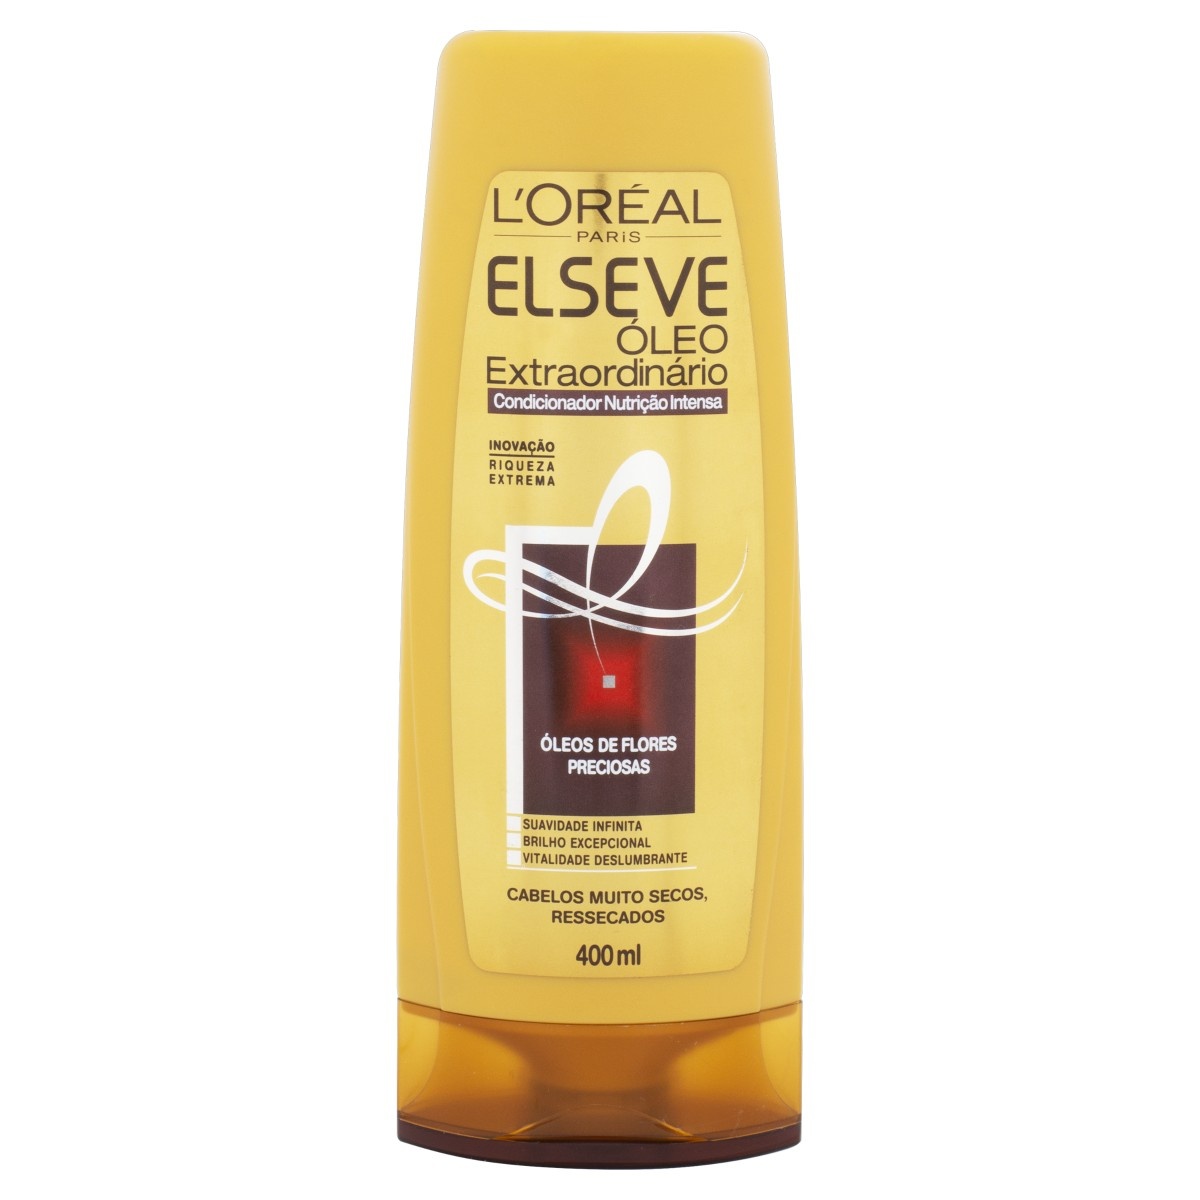 L'ORÉAL
PARiS
ELSEVE
ÓLEO
Extraordinário
Condicionador Nutrição Intensa
INOVAÇÃO
RIQUEZA
EXTREMA
ÓLEOS DE FLORES
PRECIOSAS
SUAVIDADE INFINITA
BRILHO EXCEPCIONAL
VITALIDADE DESLUMBRANTE
CABELOS MUITO SECOS,
RESSECADOS
400ml